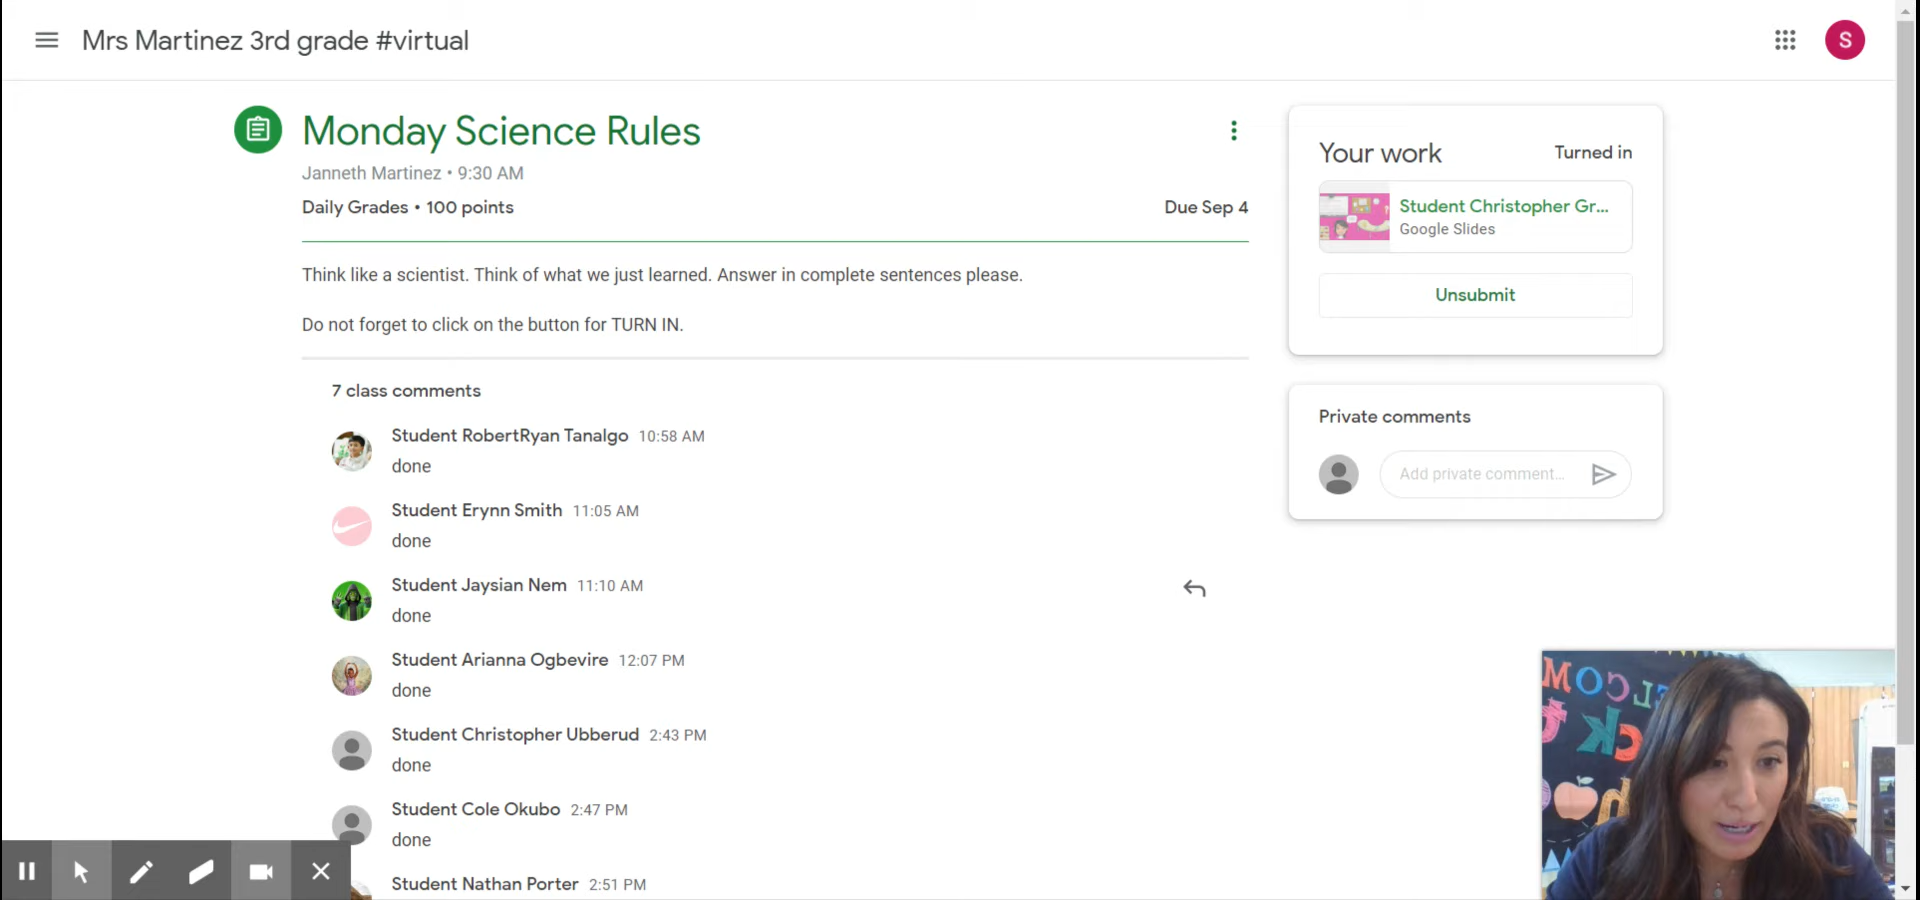 Mrs Martinez 3rd grade #virtual
S
Monday Science Rules
Janneth Martinez • 9:30 AM
Daily Grades • 100 points
Due Sep 4
Think like a scientist. Think of what we just learned. Answer in complete sentences please.
Do not forget to click on the button for TURN IN.
7 class comments
Student RobertRyan Tanalgo 10:58 AM
done
Student Erynn Smith 11:05 AM
done
Student Jaysian Nem 11:10 AM
done
Student Arianna Ogbevire 12:07 PM
done
Student Christopher Ubberud 2:43 PM
done
Student Cole Okubo 2:47 PM
done
Student Nathan Porter 2:51 PM
Your work
Turned in
Student Christopher Gr...
Google Slides
Unsubmit
Private comments
Add private comment...